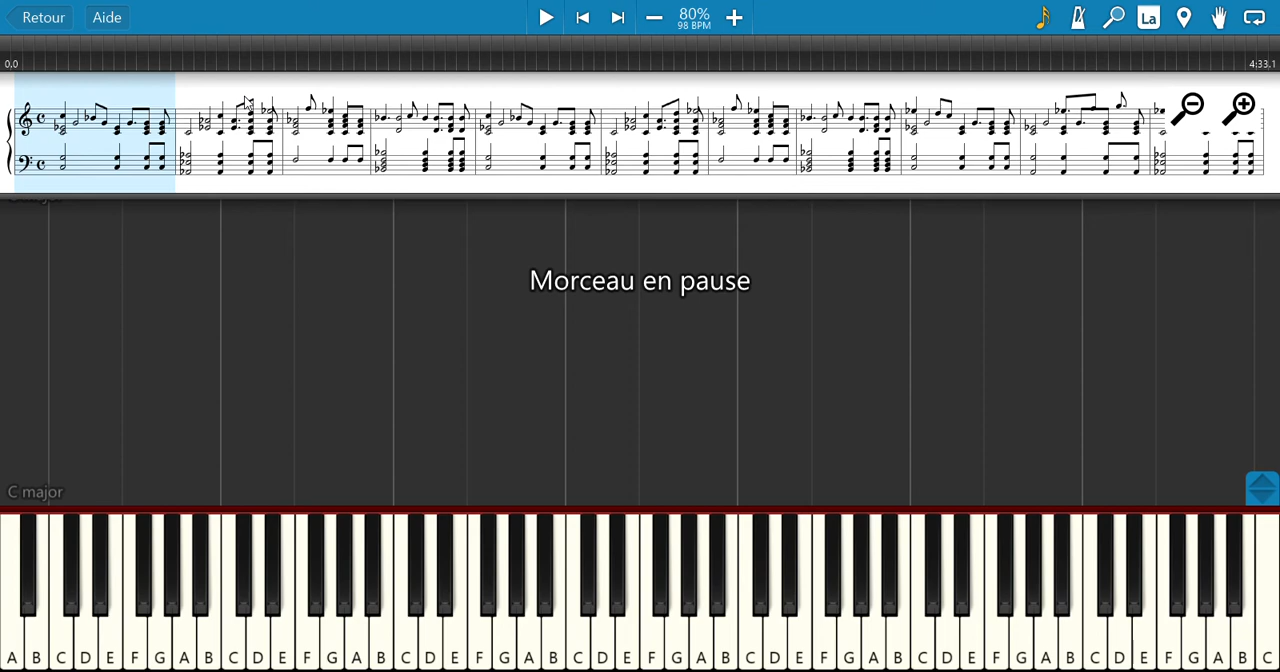 Retour Aide 80% La
98 BPM
0,0 4:33,1
Morceau en pause
C major
A B C D E F G A B C D E F G A B C D E F G A B C D E F G A B C D E F G A B C D E F G A B C D E F G A B C